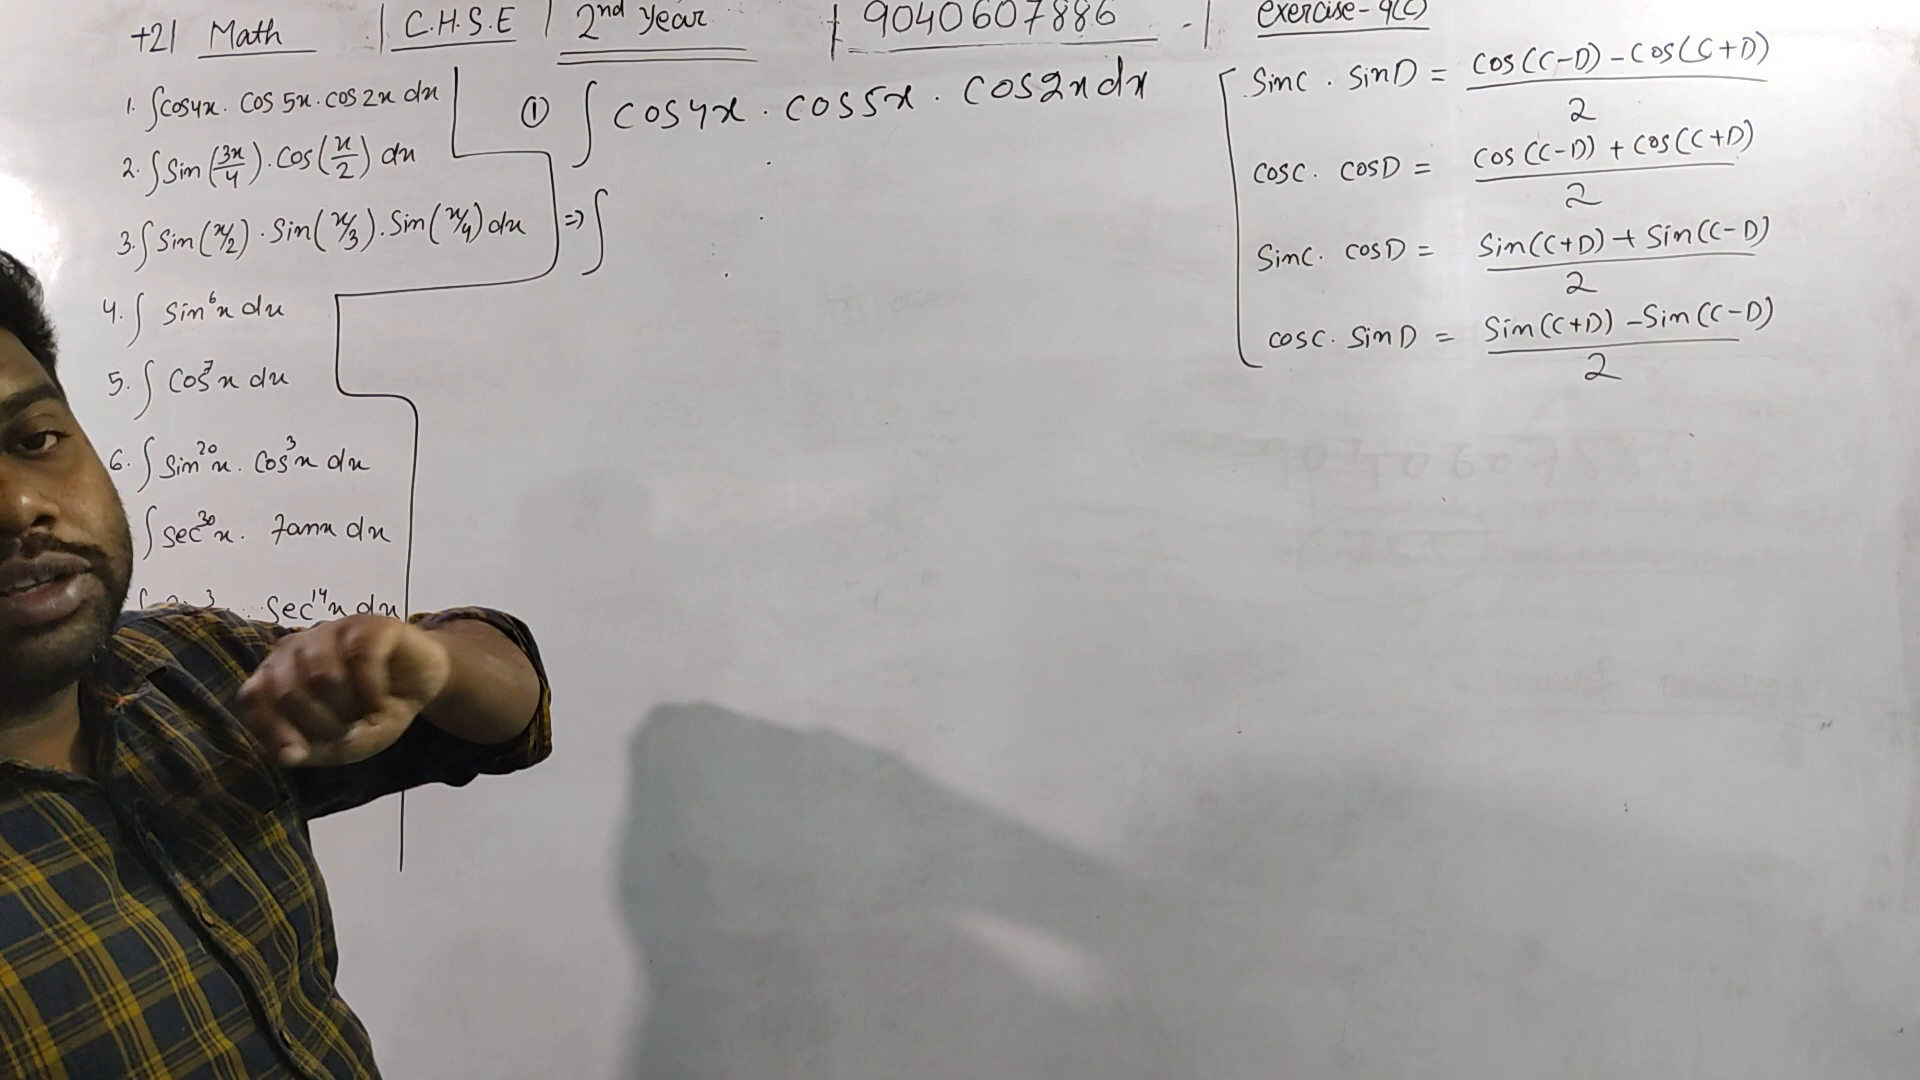 +2 | Math | C.H.S.E | 2nd Year | 9040607886 - | exercise-9(C)
1. ∫cos4x. cos 5x. cos 2x dx
2. ∫sin(3x/4). cos(x/2) dx
3. ∫sin(x/2). sin(x/3). sin(x/4) dx
4. ∫ sin⁶x dx
5. ∫ cos⁷x dx
6. ∫ sin²⁰x. cos³x dx
∫ sec³⁰x. tanx dx
sec¹⁴x dx
① ∫ cos4x . cos5x . cos2x dx
⇒ ∫
sinC . sinD = cos(C-D) - cos(C+D) / 2
cosC. cosD = cos(C-D) + cos(C+D) / 2
sinC. cosD = sin(C+D) + sin(C-D) / 2
cosC. sinD = sin(C+D) - sin(C-D) / 2